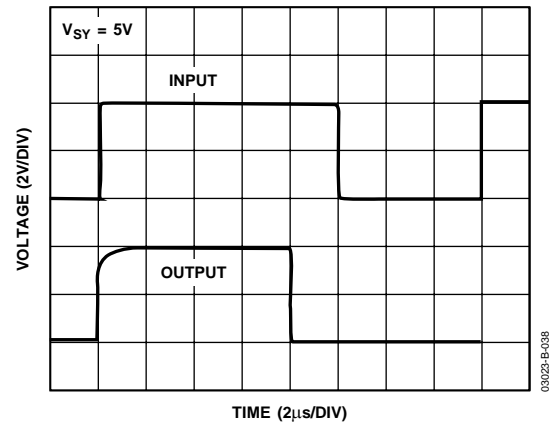 V_SY = 5V
INPUT
VOLTAGE (2V/DIV)
OUTPUT
TIME (2μs/DIV)
03023-B-038